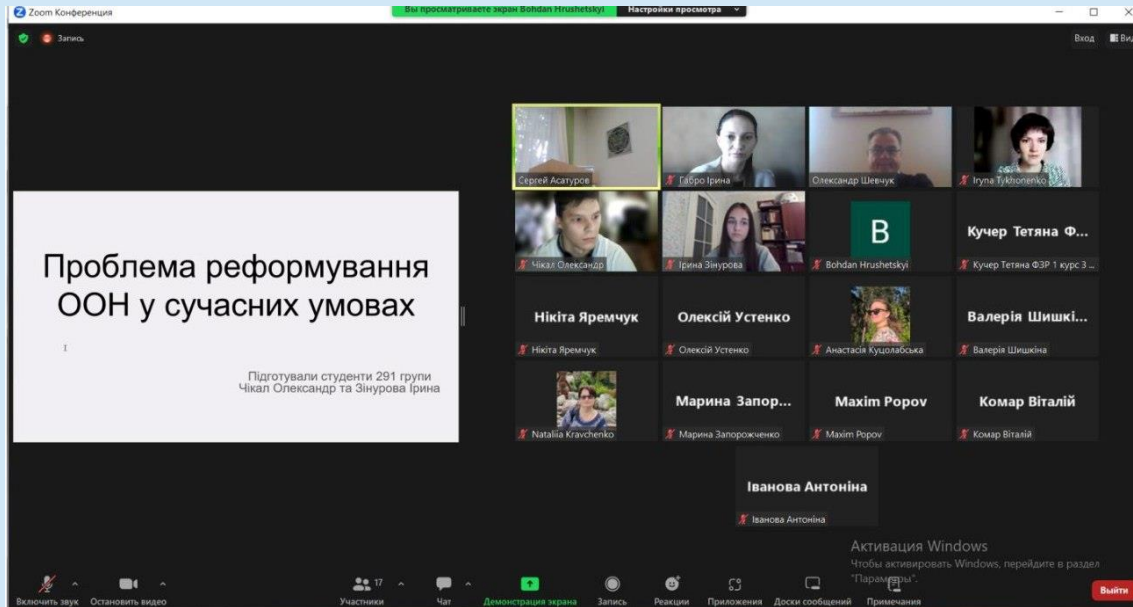 Zoom Конференция
Вы просматриваете экран Bohdan Hrushetskyi
Настройки просмотра
Запись
Вход
Вид
Проблема реформування
ООН у сучасних умовах
Підготували студенти 291 групи
Чікал Олександр та Зінурова Ірина
Сергей Асатуров
Габро Ірина
Олександр Шевчук
Iryna Tykhonenko
Чікал Олександр
Ірина Зінурова
B
Bohdan Hrushetskyi
Кучер Тетяна Ф...
Кучер Тетяна ФЗР 1 курс 3 ...
Нікіта Яремчук
Нікіта Яремчук
Олексій Устенко
Олексій Устенко
Анастасія Куцолабська
Валерія Шишкі...
Валерія Шишкіна
Nataliia Kravchenko
Марина Запор...
Марина Запорожченко
Maxim Popov
Maxim Popov
Комар Віталій
Комар Віталій
Іванова Антоніна
Іванова Антоніна
Активация Windows
Чтобы активировать Windows, перейдите в раздел
"Параметры".
Включить звук
Остановить видео
17
Участники
Чат
Демонстрация экрана
Запись
Реакции
Приложения
Доски сообщений
Примечания
Выйти